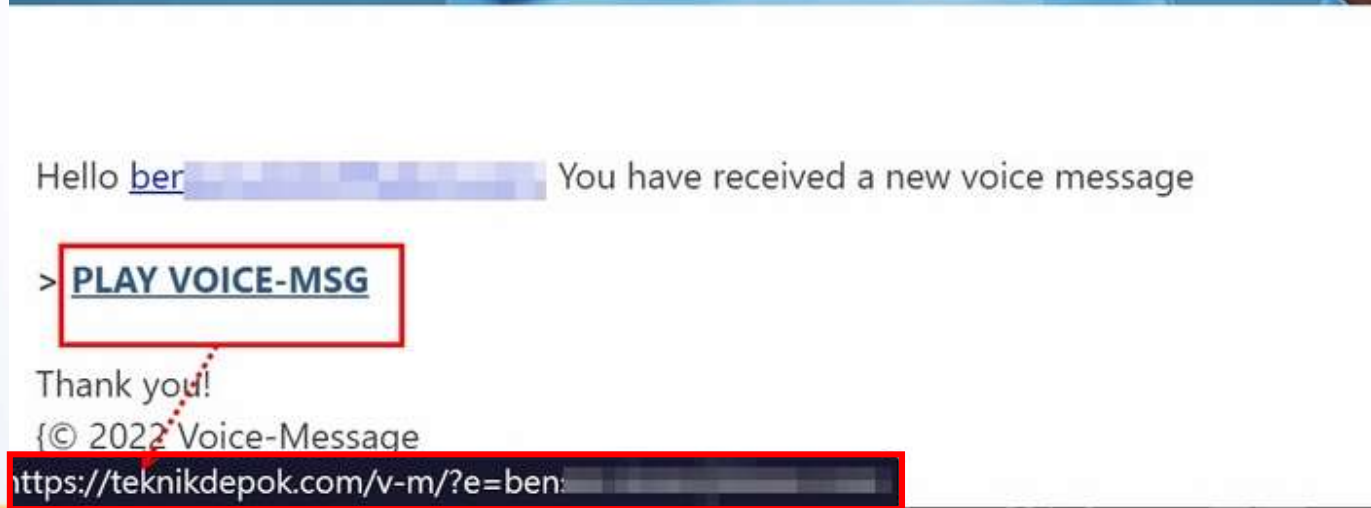 Hello ber You have received a new voice message
> PLAY VOICE-MSG
Thank you!
{© 2022 Voice-Message
ttps://teknikdepok.com/v-m/?e=ben